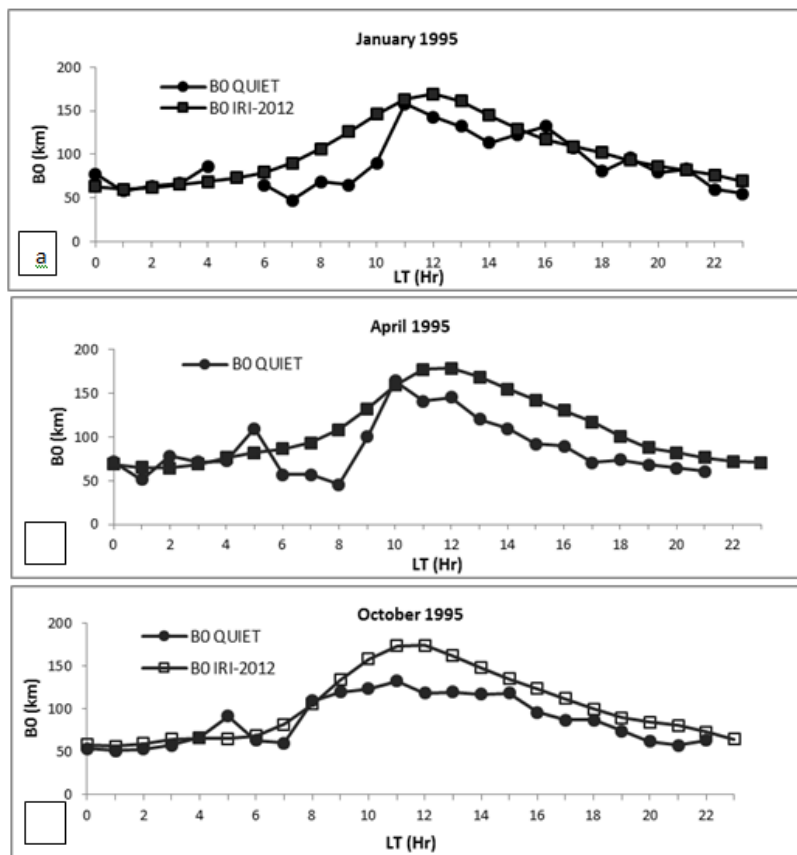 January 1995
200
150
100
50
0
B0 (km)
B0 QUIET
B0 IRI-2012
0 2 4 6 8 10 12 14 16 18 20 22
LT (Hr)
a
April 1995
200
150
100
50
0
B0 (km)
B0 QUIET
0 2 4 6 8 10 12 14 16 18 20 22
LT (Hr)
October 1995
200
150
100
50
0
B0 (km)
B0 QUIET
B0 IRI-2012
0 2 4 6 8 10 12 14 16 18 20 22
LT (Hr)